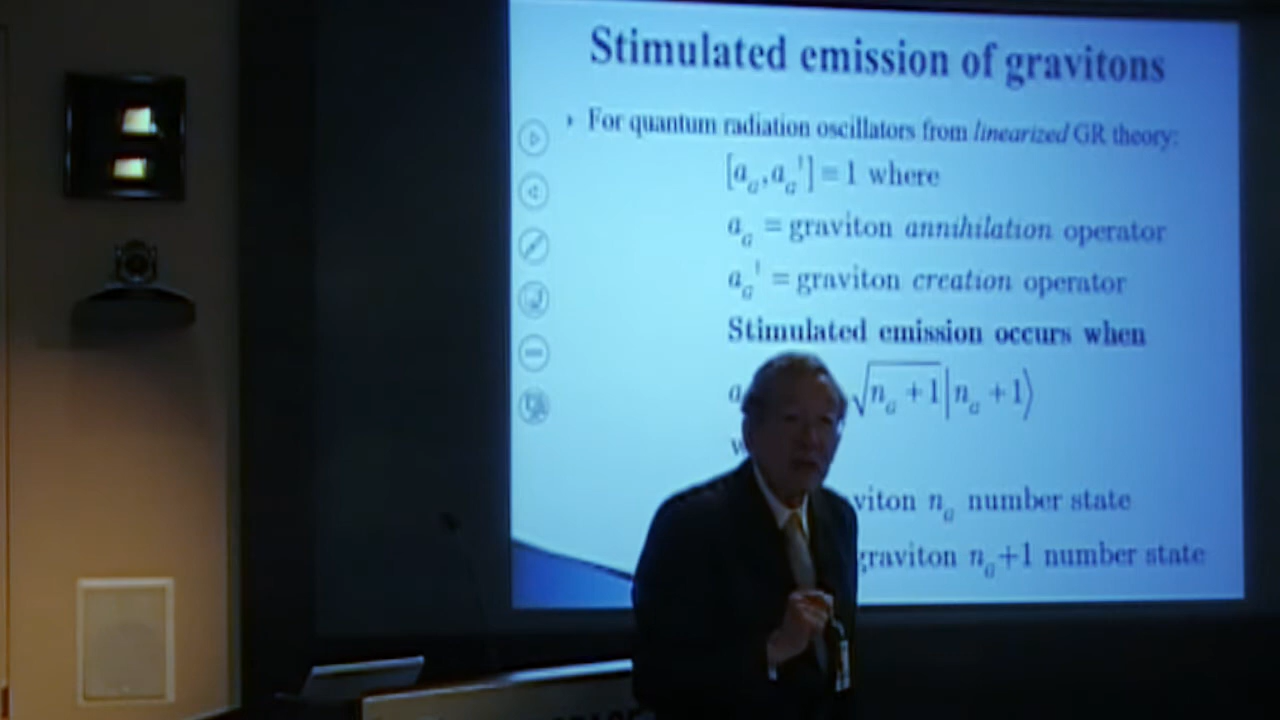 Stimulated emission of gravitons
For quantum radiation oscillators from linearized GR theory:
[a_G, a_G†] = 1 where
a_G = graviton annihilation operator
a_G† = graviton creation operator
Stimulated emission occurs when
a √(n_G + 1) |n_G + 1⟩
w
viton n_G number state
graviton n_G+1 number state